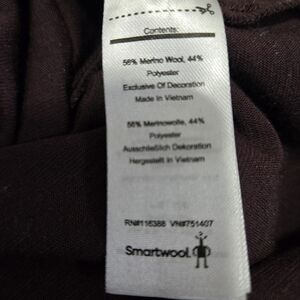 Contents:
56% Merino Wool, 44%
Polyester
Exclusive Of Decoration
Made In Vietnam
56% Merinowolle, 44%
Polyester
Ausschließlich Dekoration
Hergestellt in Vietnam
RN#116388 VN#751407
Smartwool